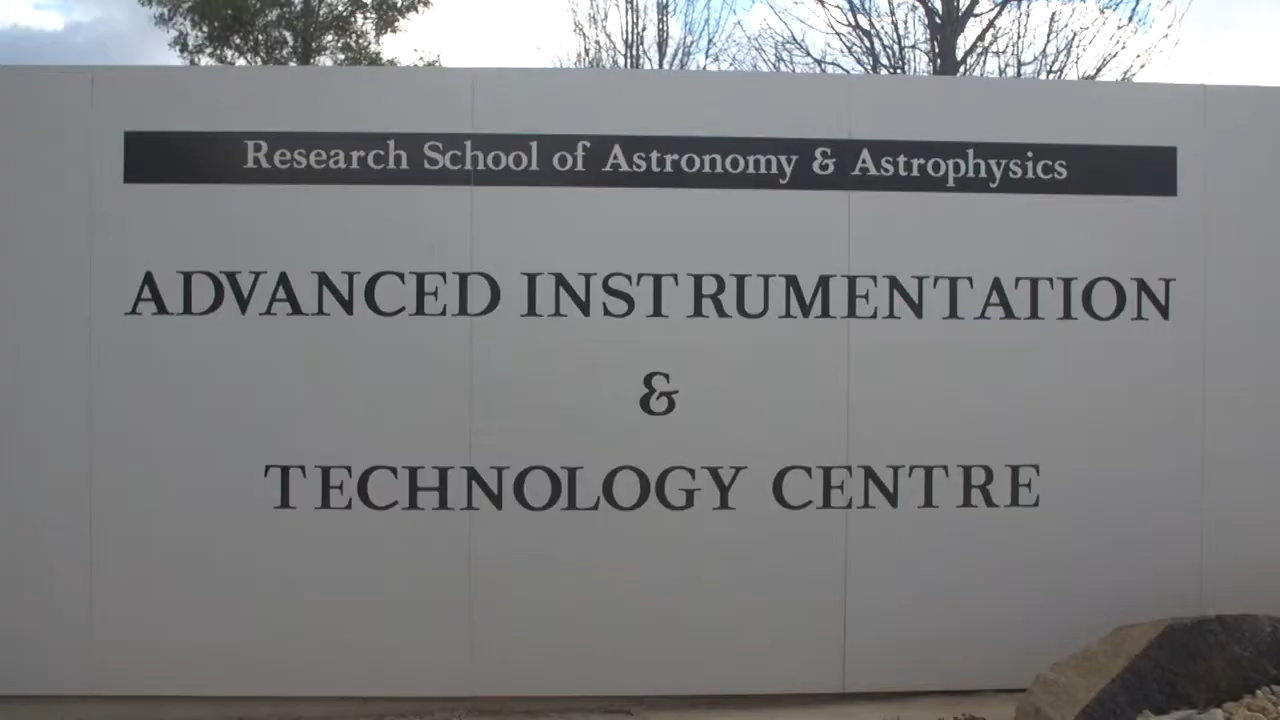 Research School of Astronomy & Astrophysics
ADVANCED INSTRUMENTATION
&
TECHNOLOGY CENTRE